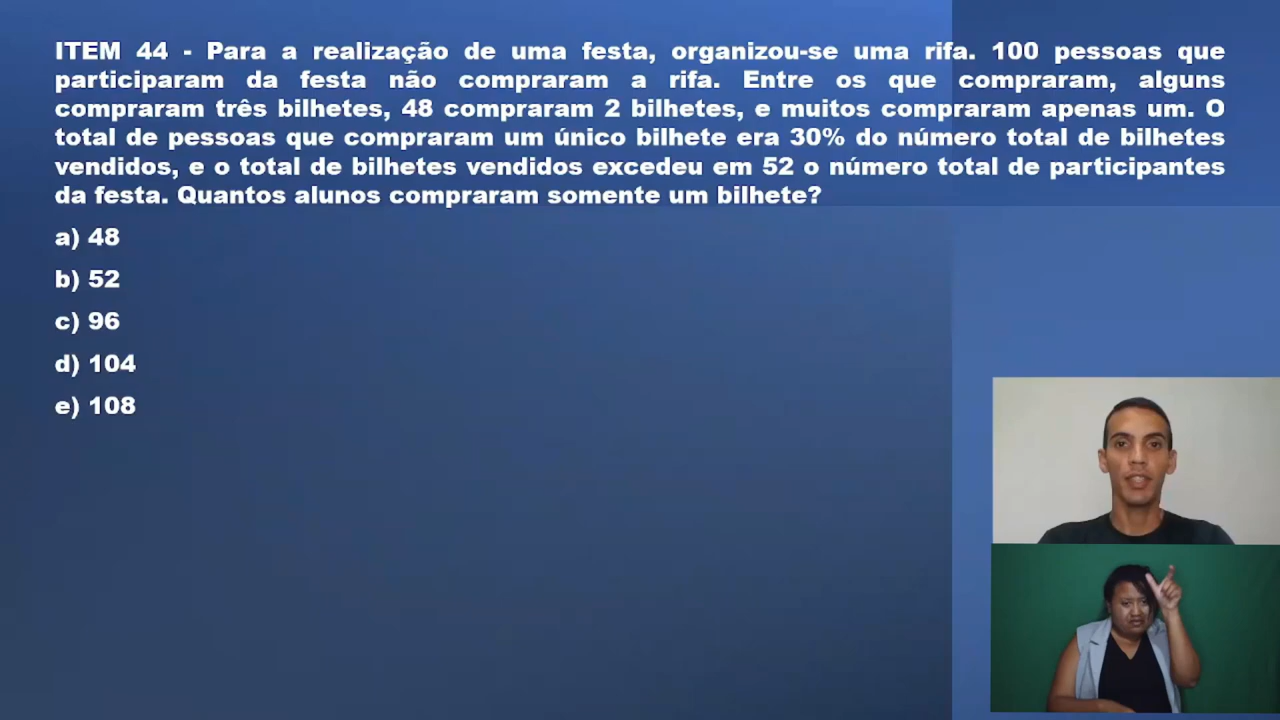 ITEM 44 - Para a realização de uma festa, organizou-se uma rifa. 100 pessoas que
participaram da festa não compraram a rifa. Entre os que compraram, alguns
compraram três bilhetes, 48 compraram 2 bilhetes, e muitos compraram apenas um. O
total de pessoas que compraram um único bilhete era 30% do número total de bilhetes
vendidos, e o total de bilhetes vendidos excedeu em 52 o número total de participantes
da festa. Quantos alunos compraram somente um bilhete?
a) 48
b) 52
c) 96
d) 104
e) 108